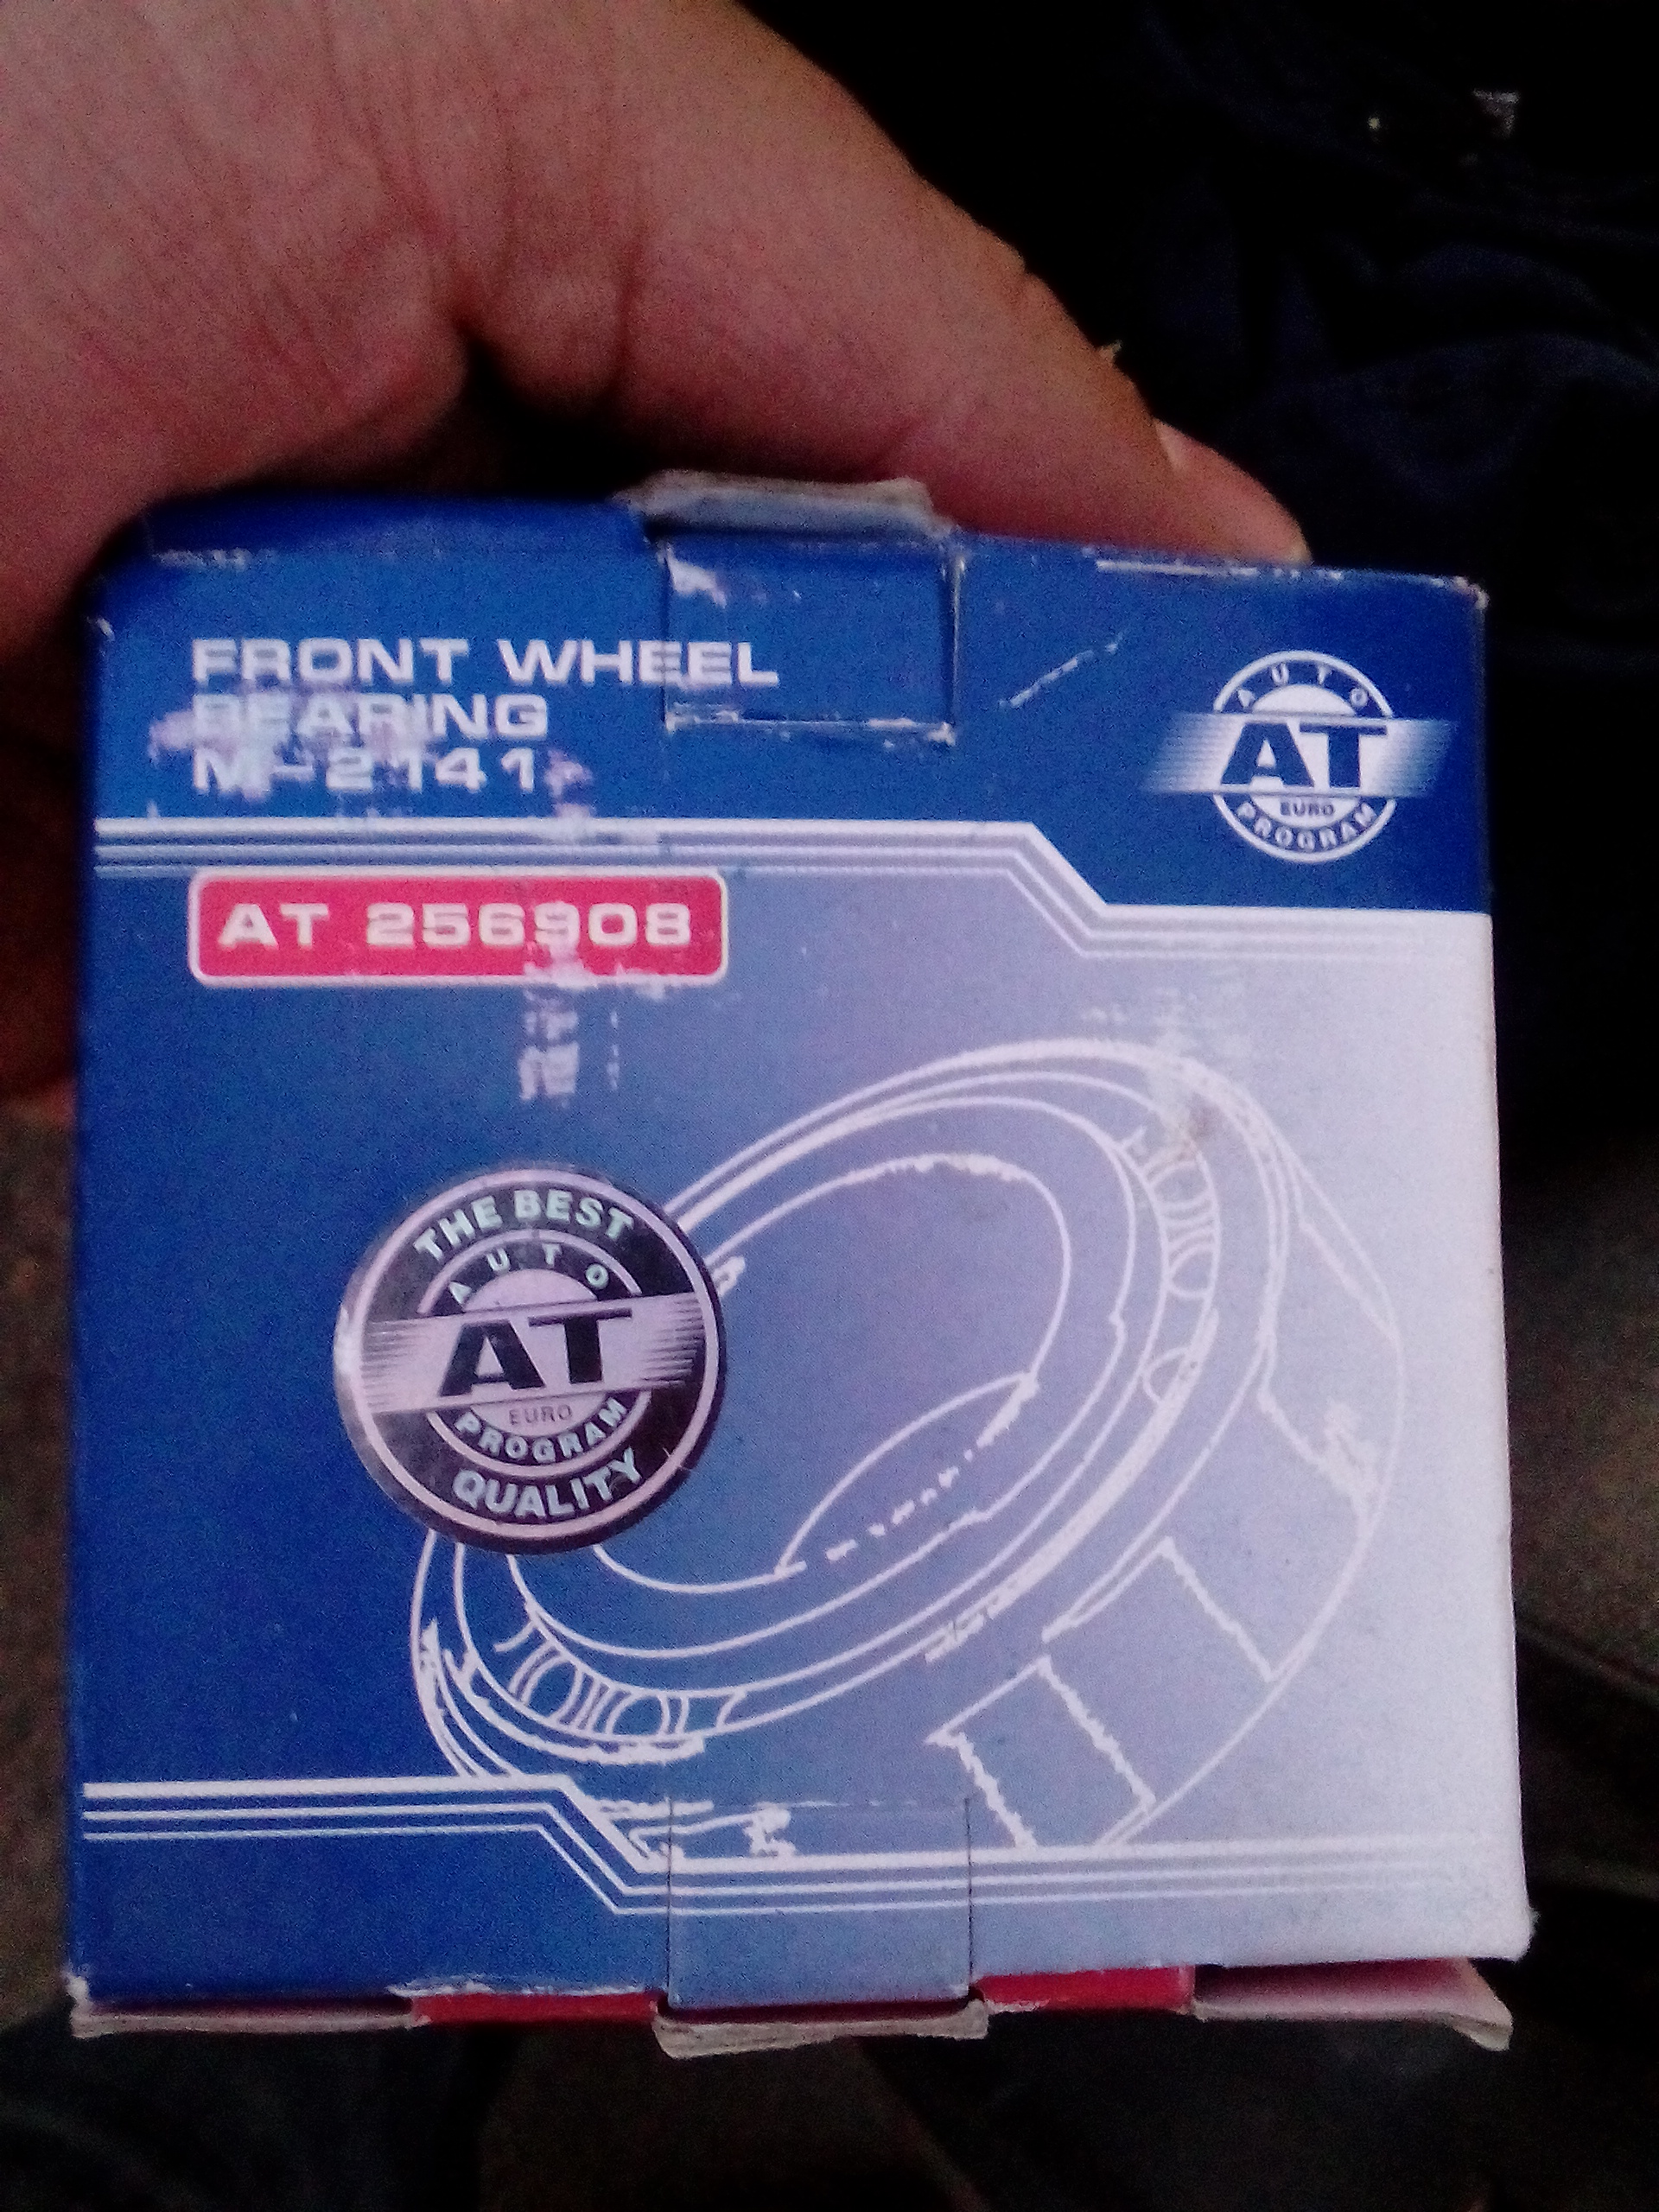 FRONT WHEEL
BEARING
M-2141
AUTO
AT
EURO
PROGRAM
AT 256908
THE BEST
AUTO
AT
EURO
PROGRAM
QUALITY